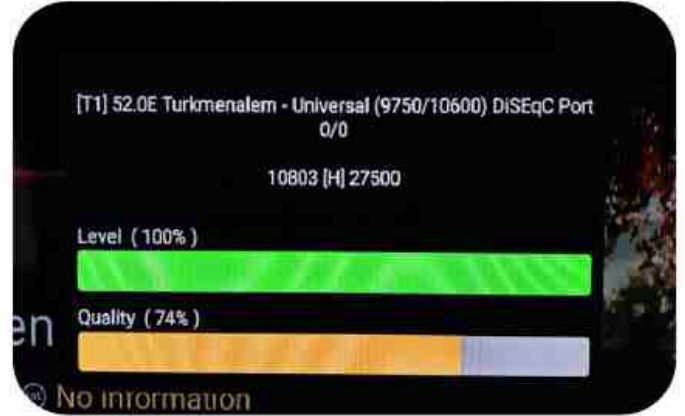 [T1] 52.0E Turkmenalem - Universal (9750/10600) DiSEqC Port
0/0
10803 [H] 27500
Level ( 100% )
Quality ( 74% )
en
No information